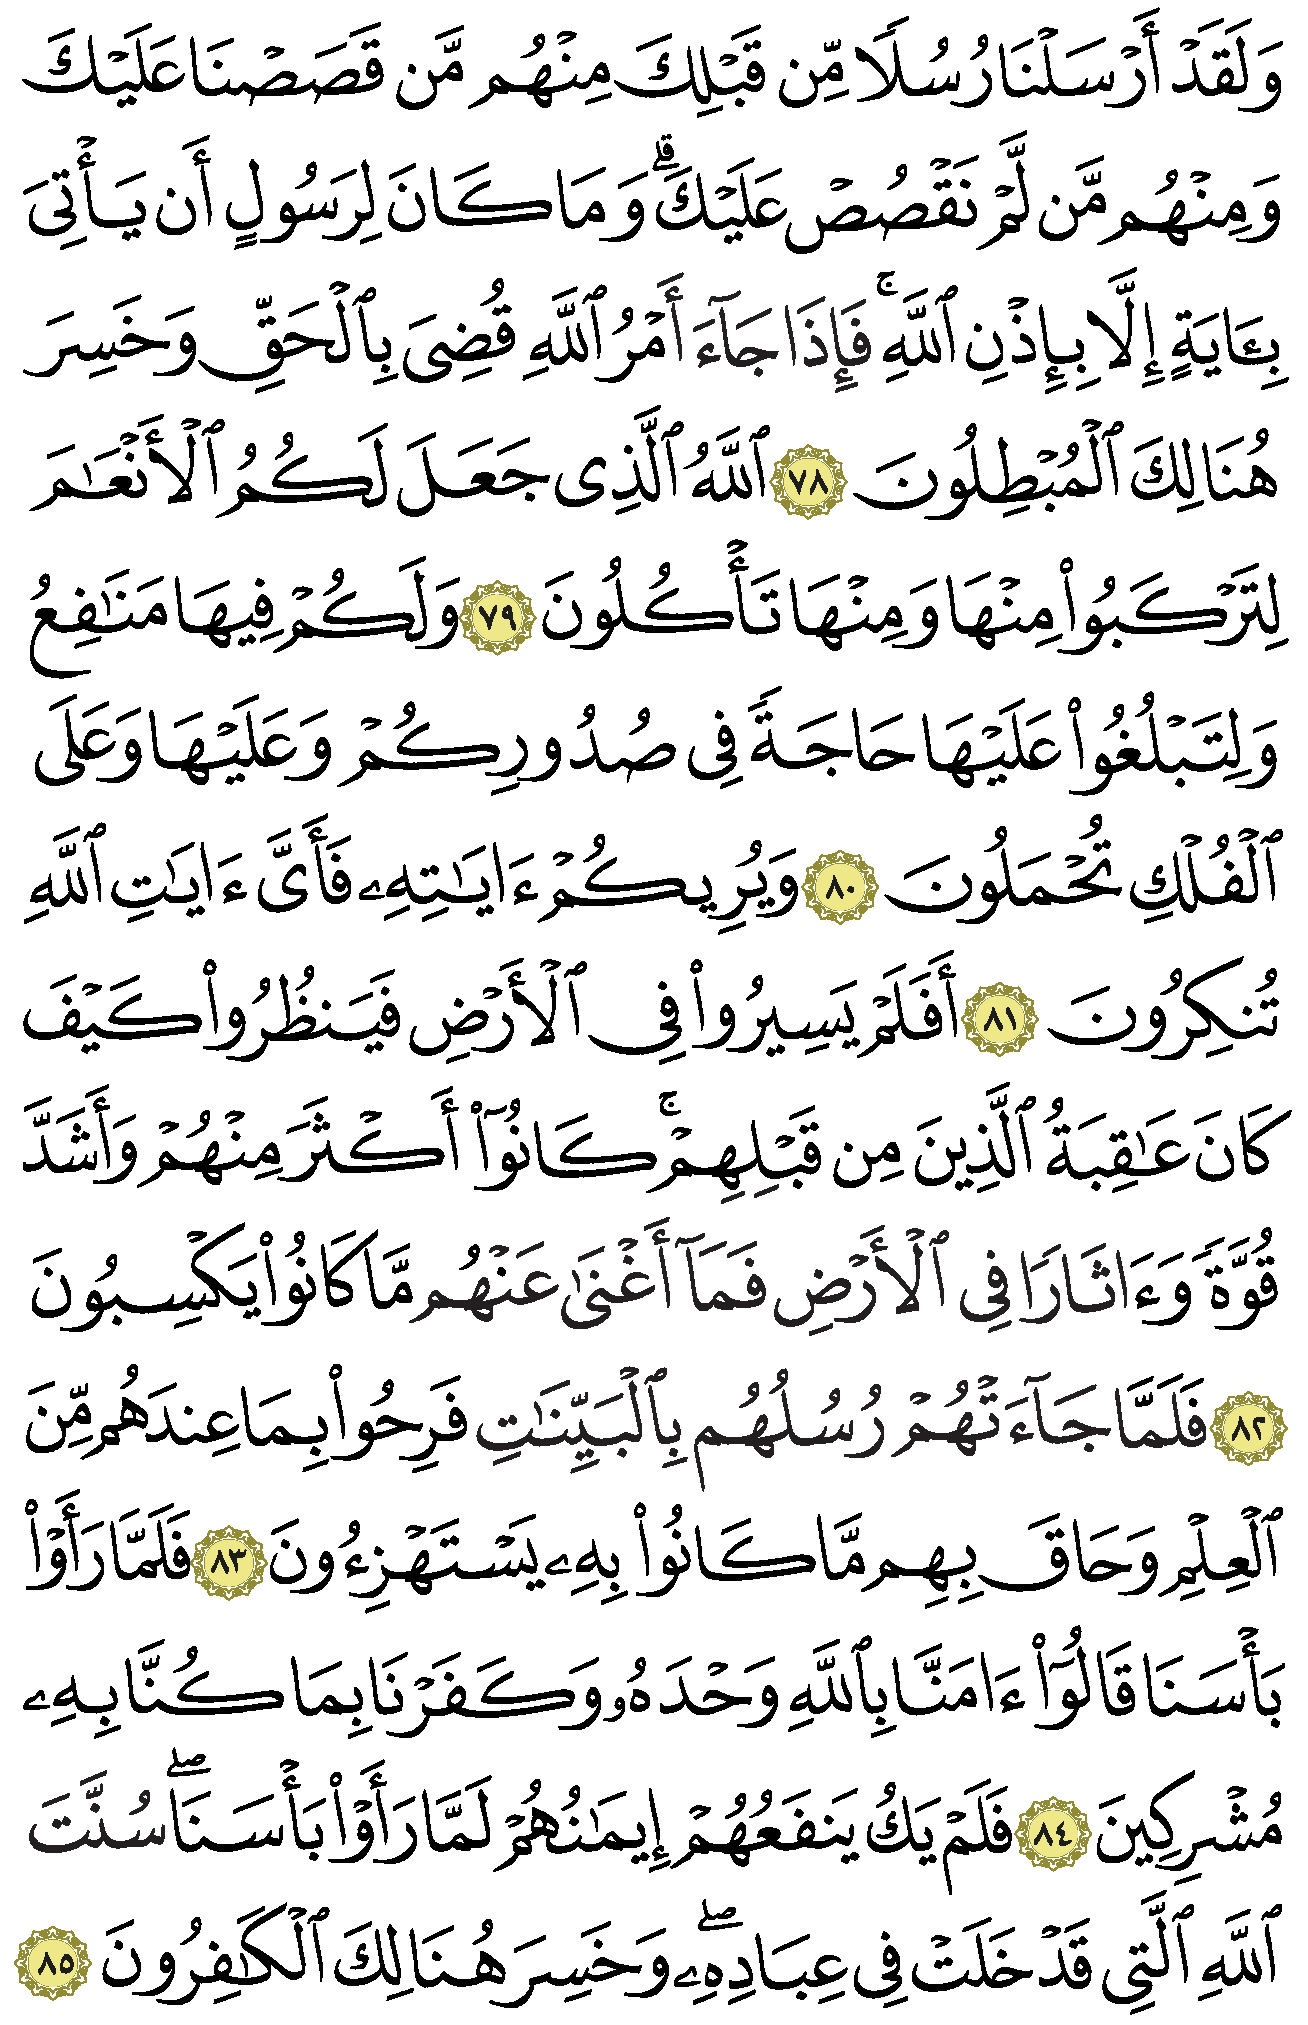 وَلَقَدْ أَرْسَلْنَا رُسُلًا مِّن قَبْلِكَ مِنْهُم مَّن قَصَصْنَا عَلَيْكَ
وَمِنْهُم مَّن لَّمْ نَقْصُصْ عَلَيْكَ ۗ وَمَا كَانَ لِرَسُولٍ أَن يَأْتِىَ
بِـَٔايَةٍ إِلَّا بِإِذْنِ ٱللَّهِ ۚ فَإِذَا جَآءَ أَمْرُ ٱللَّهِ قُضِىَ بِٱلْحَقِّ وَخَسِرَ
هُنَالِكَ ٱلْمُبْطِلُونَ ٧٨ ٱللَّهُ ٱلَّذِى جَعَلَ لَكُمُ ٱلْأَنْعَـٰمَ
لِتَرْكَبُوا۟ مِنْهَا وَمِنْهَا تَأْكُلُونَ ٧٩ وَلَكُمْ فِيهَا مَنَـٰفِعُ
وَلِتَبْلُغُوا۟ عَلَيْهَا حَاجَةً فِى صُدُورِكُمْ وَعَلَيْهَا وَعَلَى
ٱلْفُلْكِ تُحْمَلُونَ ٨٠ وَيُرِيكُمْ ءَايَـٰتِهِۦ فَأَىَّ ءَايَـٰتِ ٱللَّهِ
تُنكِرُونَ ٨١ أَفَلَمْ يَسِيرُوا۟ فِى ٱلْأَرْضِ فَيَنظُرُوا۟ كَيْفَ
كَانَ عَـٰقِبَةُ ٱلَّذِينَ مِن قَبْلِهِمْ ۚ كَانُوٓا۟ أَكْثَرَ مِنْهُمْ وَأَشَدَّ
قُوَّةً وَءَاثَارًا فِى ٱلْأَرْضِ فَمَآ أَغْنَىٰ عَنْهُم مَّا كَانُوا۟ يَكْسِبُونَ
٨٢ فَلَمَّا جَآءَتْهُمْ رُسُلُهُم بِٱلْبَيِّنَـٰتِ فَرِحُوا۟ بِمَا عِندَهُم مِّنَ
ٱلْعِلْمِ وَحَاقَ بِهِم مَّا كَانُوا۟ بِهِۦ يَسْتَهْزِءُونَ ٨٣ فَلَمَّا رَأَوْا۟
بَأْسَنَا قَالُوٓا۟ ءَامَنَّا بِٱللَّهِ وَحْدَهُۥ وَكَفَرْنَا بِمَا كُنَّا بِهِۦ
مُشْرِكِينَ ٨٤ فَلَمْ يَكُ يَنفَعُهُمْ إِيمَـٰنُهُمْ لَمَّا رَأَوْا۟ بَأْسَنَا ۖ سُنَّتَ
ٱللَّهِ ٱلَّتِى قَدْ خَلَتْ فِى عِبَادِهِۦ ۖ وَخَسِرَ هُنَالِكَ ٱلْكَـٰفِرُونَ ٨٥